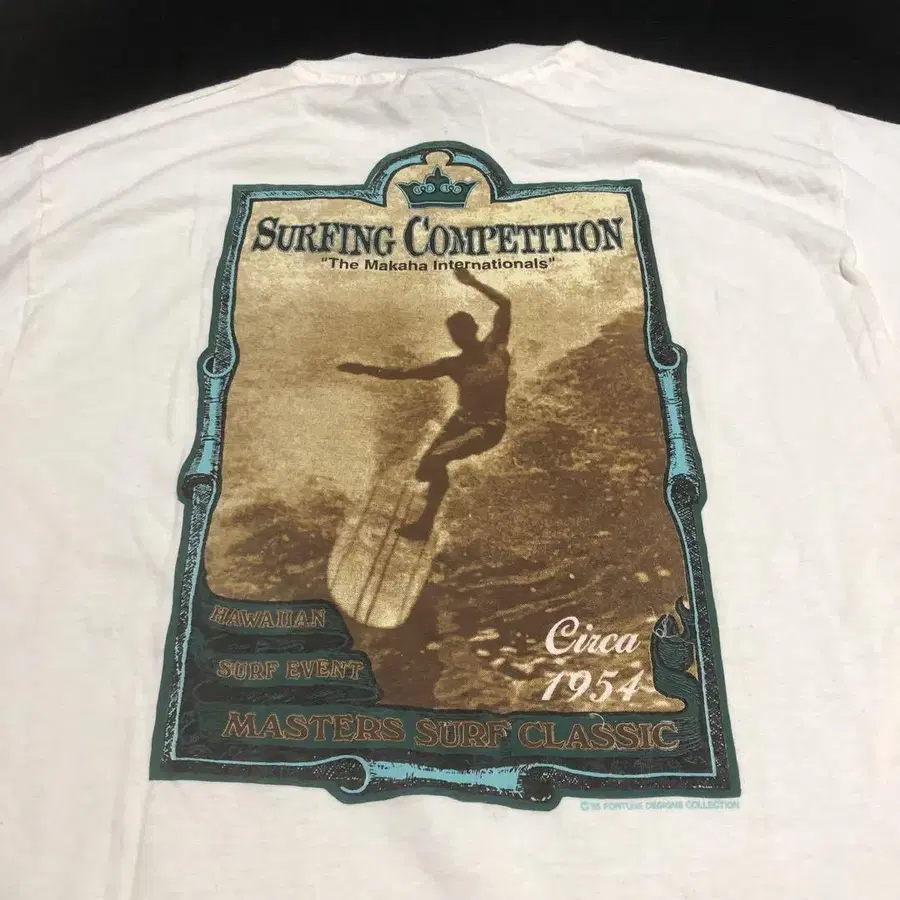 SURFING COMPETITION
"The Makaha Internationals"
HAWAIIAN
SURF EVENT
Circa
1954
MASTERS SURF CLASSIC
FORTUNE DESIGNS COLLECTION